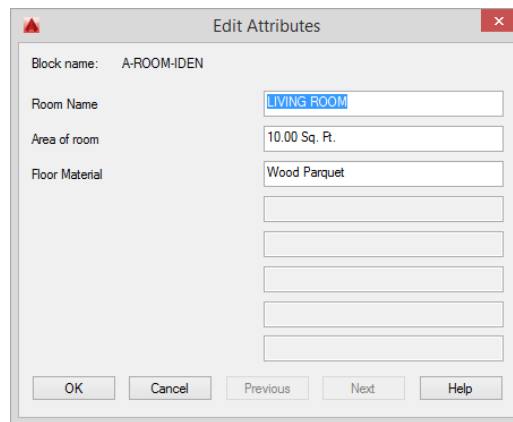 Edit Attributes
Block name: A-ROOM-IDEN
Room Name LIVING ROOM
Area of room 10.00 Sq. Ft.
Floor Material Wood Parquet
OK Cancel Previous Next Help